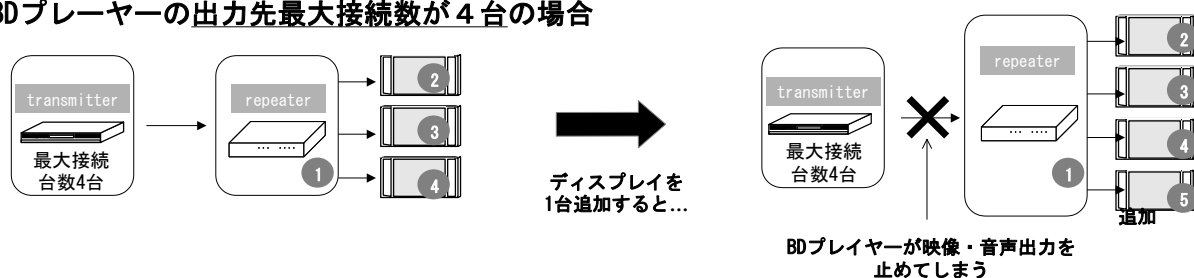 BDプレーヤーの出力先最大接続数が４台の場合
transmitter
最大接続
台数4台
repeater
1
2
3
4
ディスプレイを
1台追加すると…
transmitter
最大接続
台数4台
repeater
1
2
3
4
5
追加
BDプレイヤーが映像・音声出力を
止めてしまう